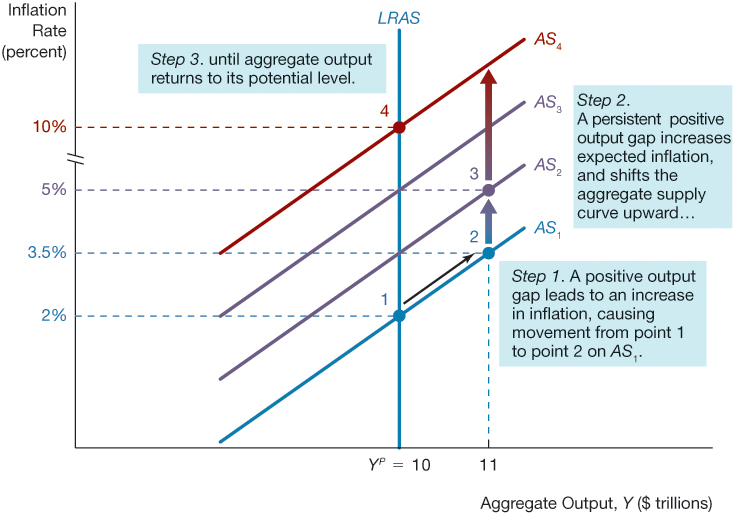 Inflation
Rate
(percent)
LRAS
AS4
Step 3. until aggregate output
returns to its potential level.
Step 2.
A persistent positive
output gap increases
expected inflation,
and shifts the
aggregate supply
curve upward…
AS3
4
10%
AS2
3
5%
AS1
2
3.5%
Step 1. A positive output
gap leads to an increase
in inflation, causing
movement from point 1
to point 2 on AS1.
1
2%
YP = 10
11
Aggregate Output, Y ($ trillions)